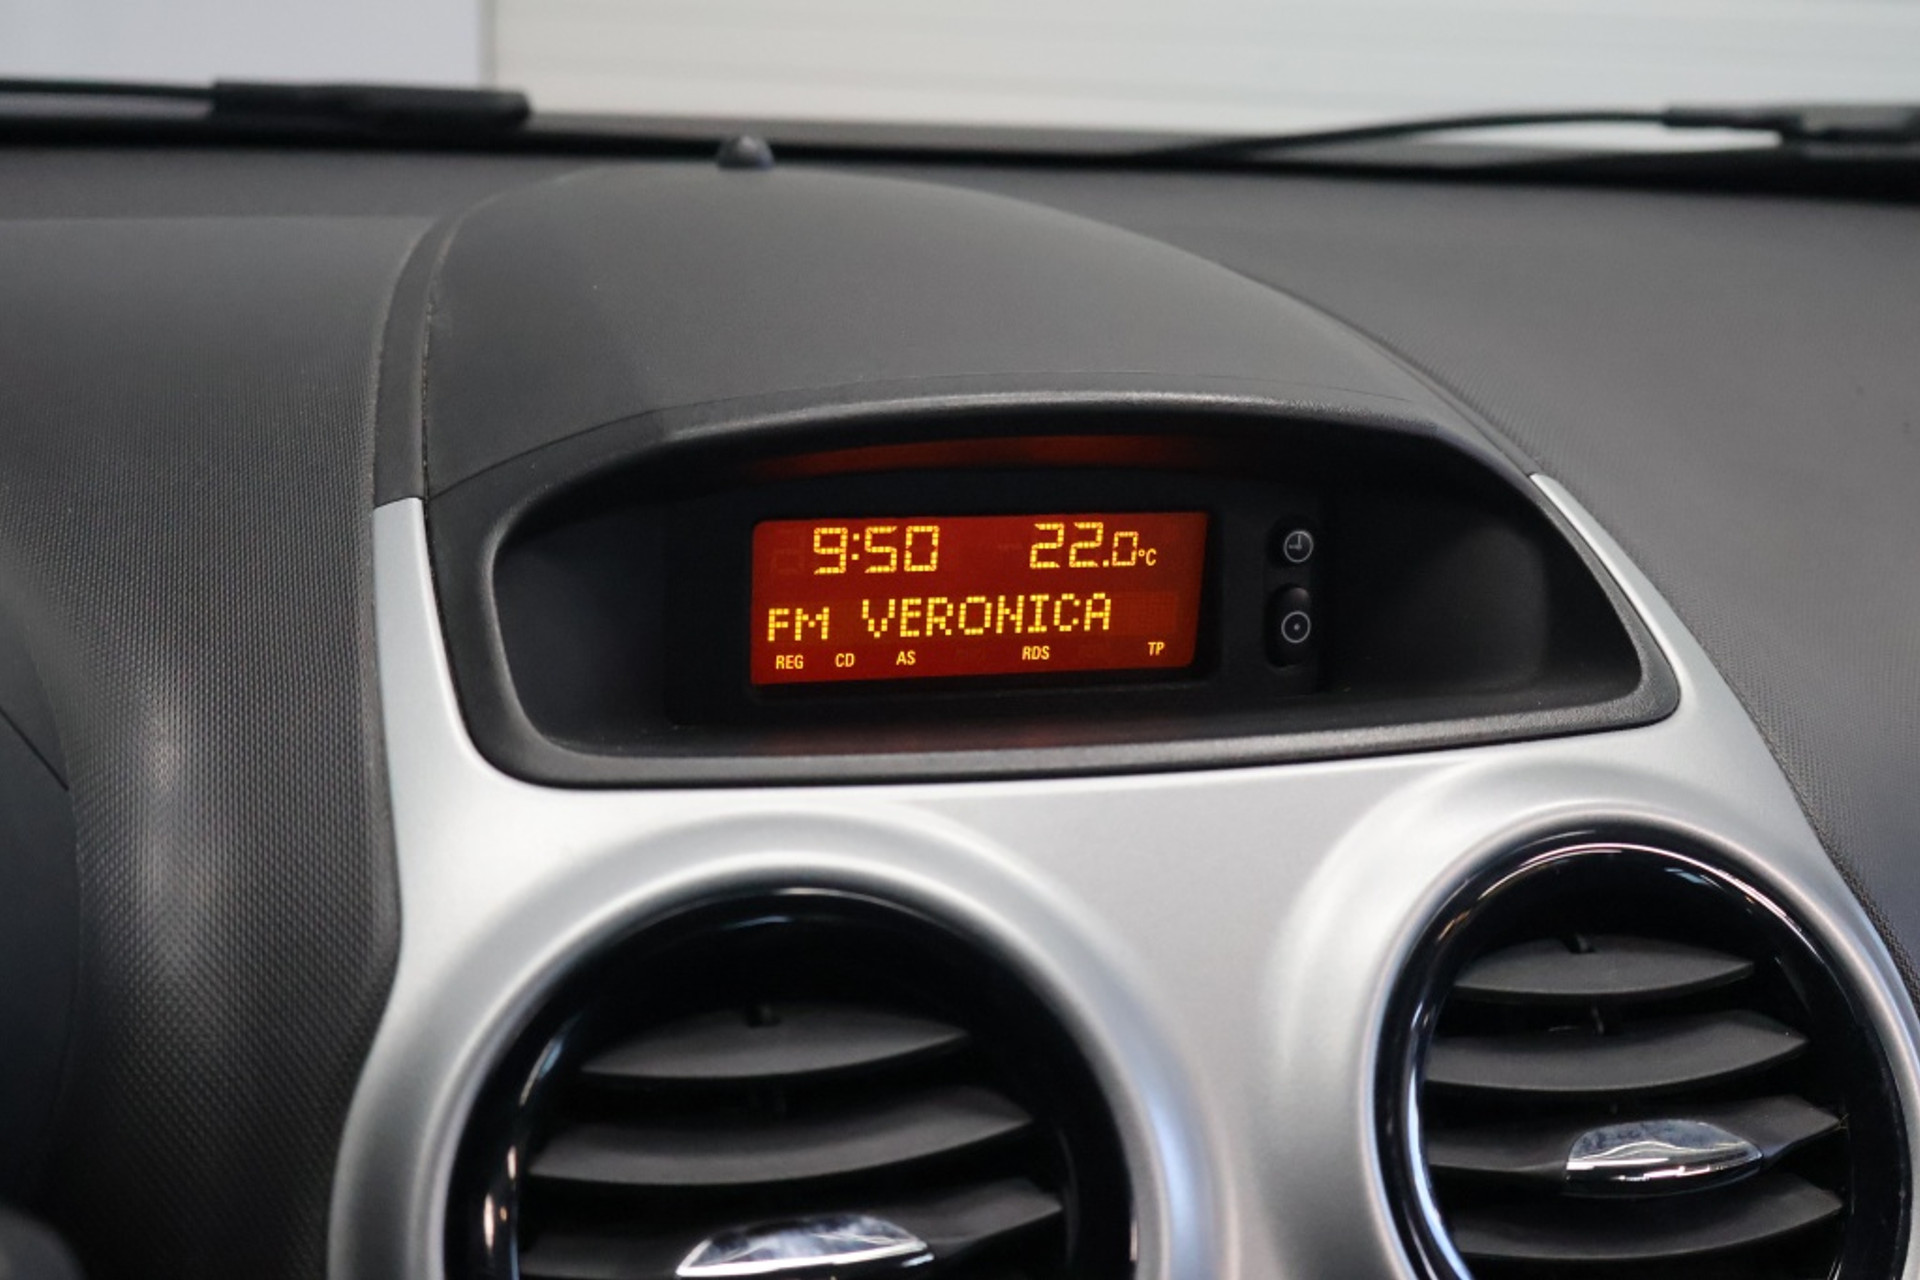 9:50 22.0°C
FM VERONICA
REG CD AS RDS TP